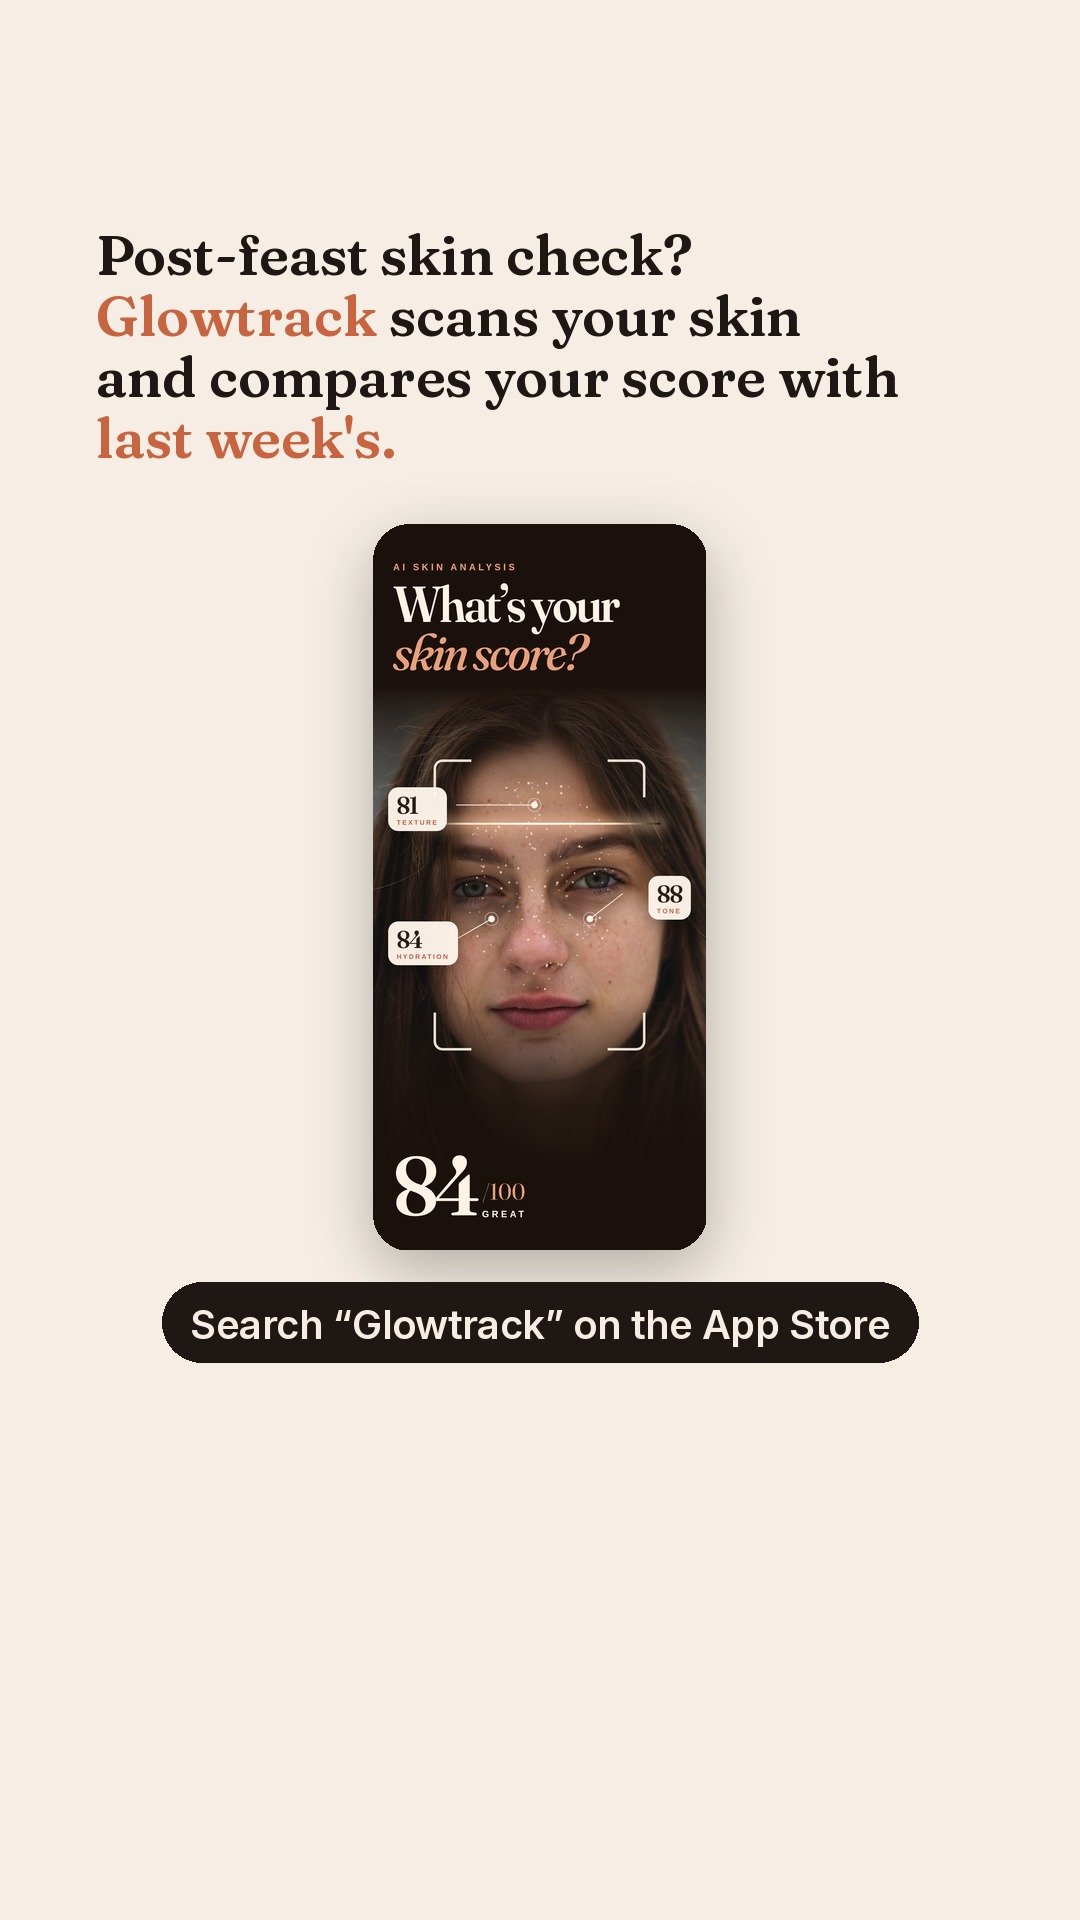 Post-feast skin check?
Glowtrack scans your skin
and compares your score with
last week's.
AI SKIN ANALYSIS
What’s your
skin score?
81
TEXTURE
88
TONE
84
HYDRATION
84 /100
GREAT
Search “Glowtrack” on the App Store